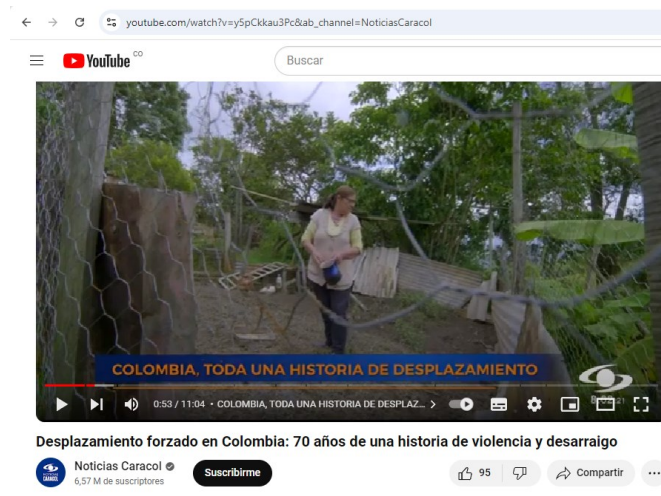 youtube.com/watch?v=y5pCkkau3Pc&ab_channel=NoticiasCaracol
YouTube CO
Buscar
COLOMBIA, TODA UNA HISTORIA DE DESPLAZAMIENTO
0:53 / 11:04 • COLOMBIA, TODA UNA HISTORIA DE DESPLAZ...
Desplazamiento forzado en Colombia: 70 años de una historia de violencia y desarraigo
Noticias Caracol
6,57 M de suscriptores
Suscribirme
95
Compartir